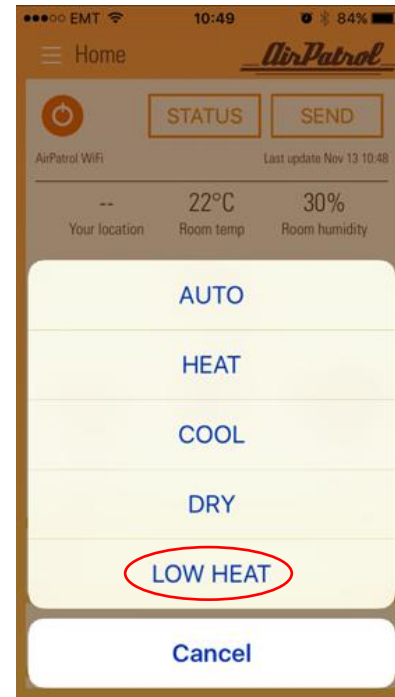 EMT 10:49 84%
Home AirPatrol
STATUS SEND
AirPatrol WiFi Last update Nov 13 10:48
-- 22°C 30%
Your location Room temp Room humidity
AUTO
HEAT
COOL
DRY
LOW HEAT
Cancel